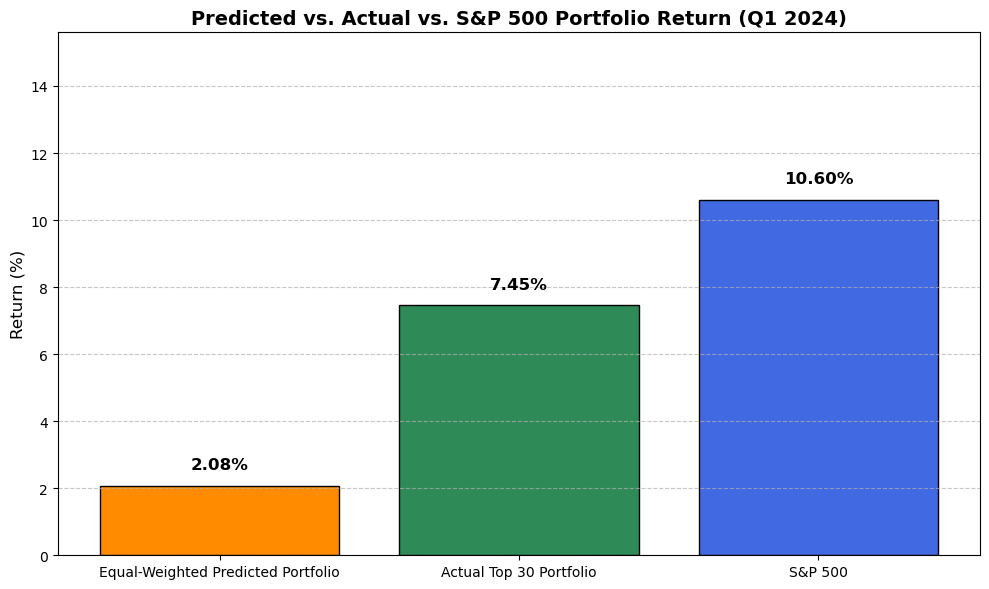 Predicted vs. Actual vs. S&P 500 Portfolio Return (Q1 2024)
Return (%)
14
12
10
8
6
4
2
0
10.60%
7.45%
2.08%
Equal-Weighted Predicted Portfolio
Actual Top 30 Portfolio
S&P 500